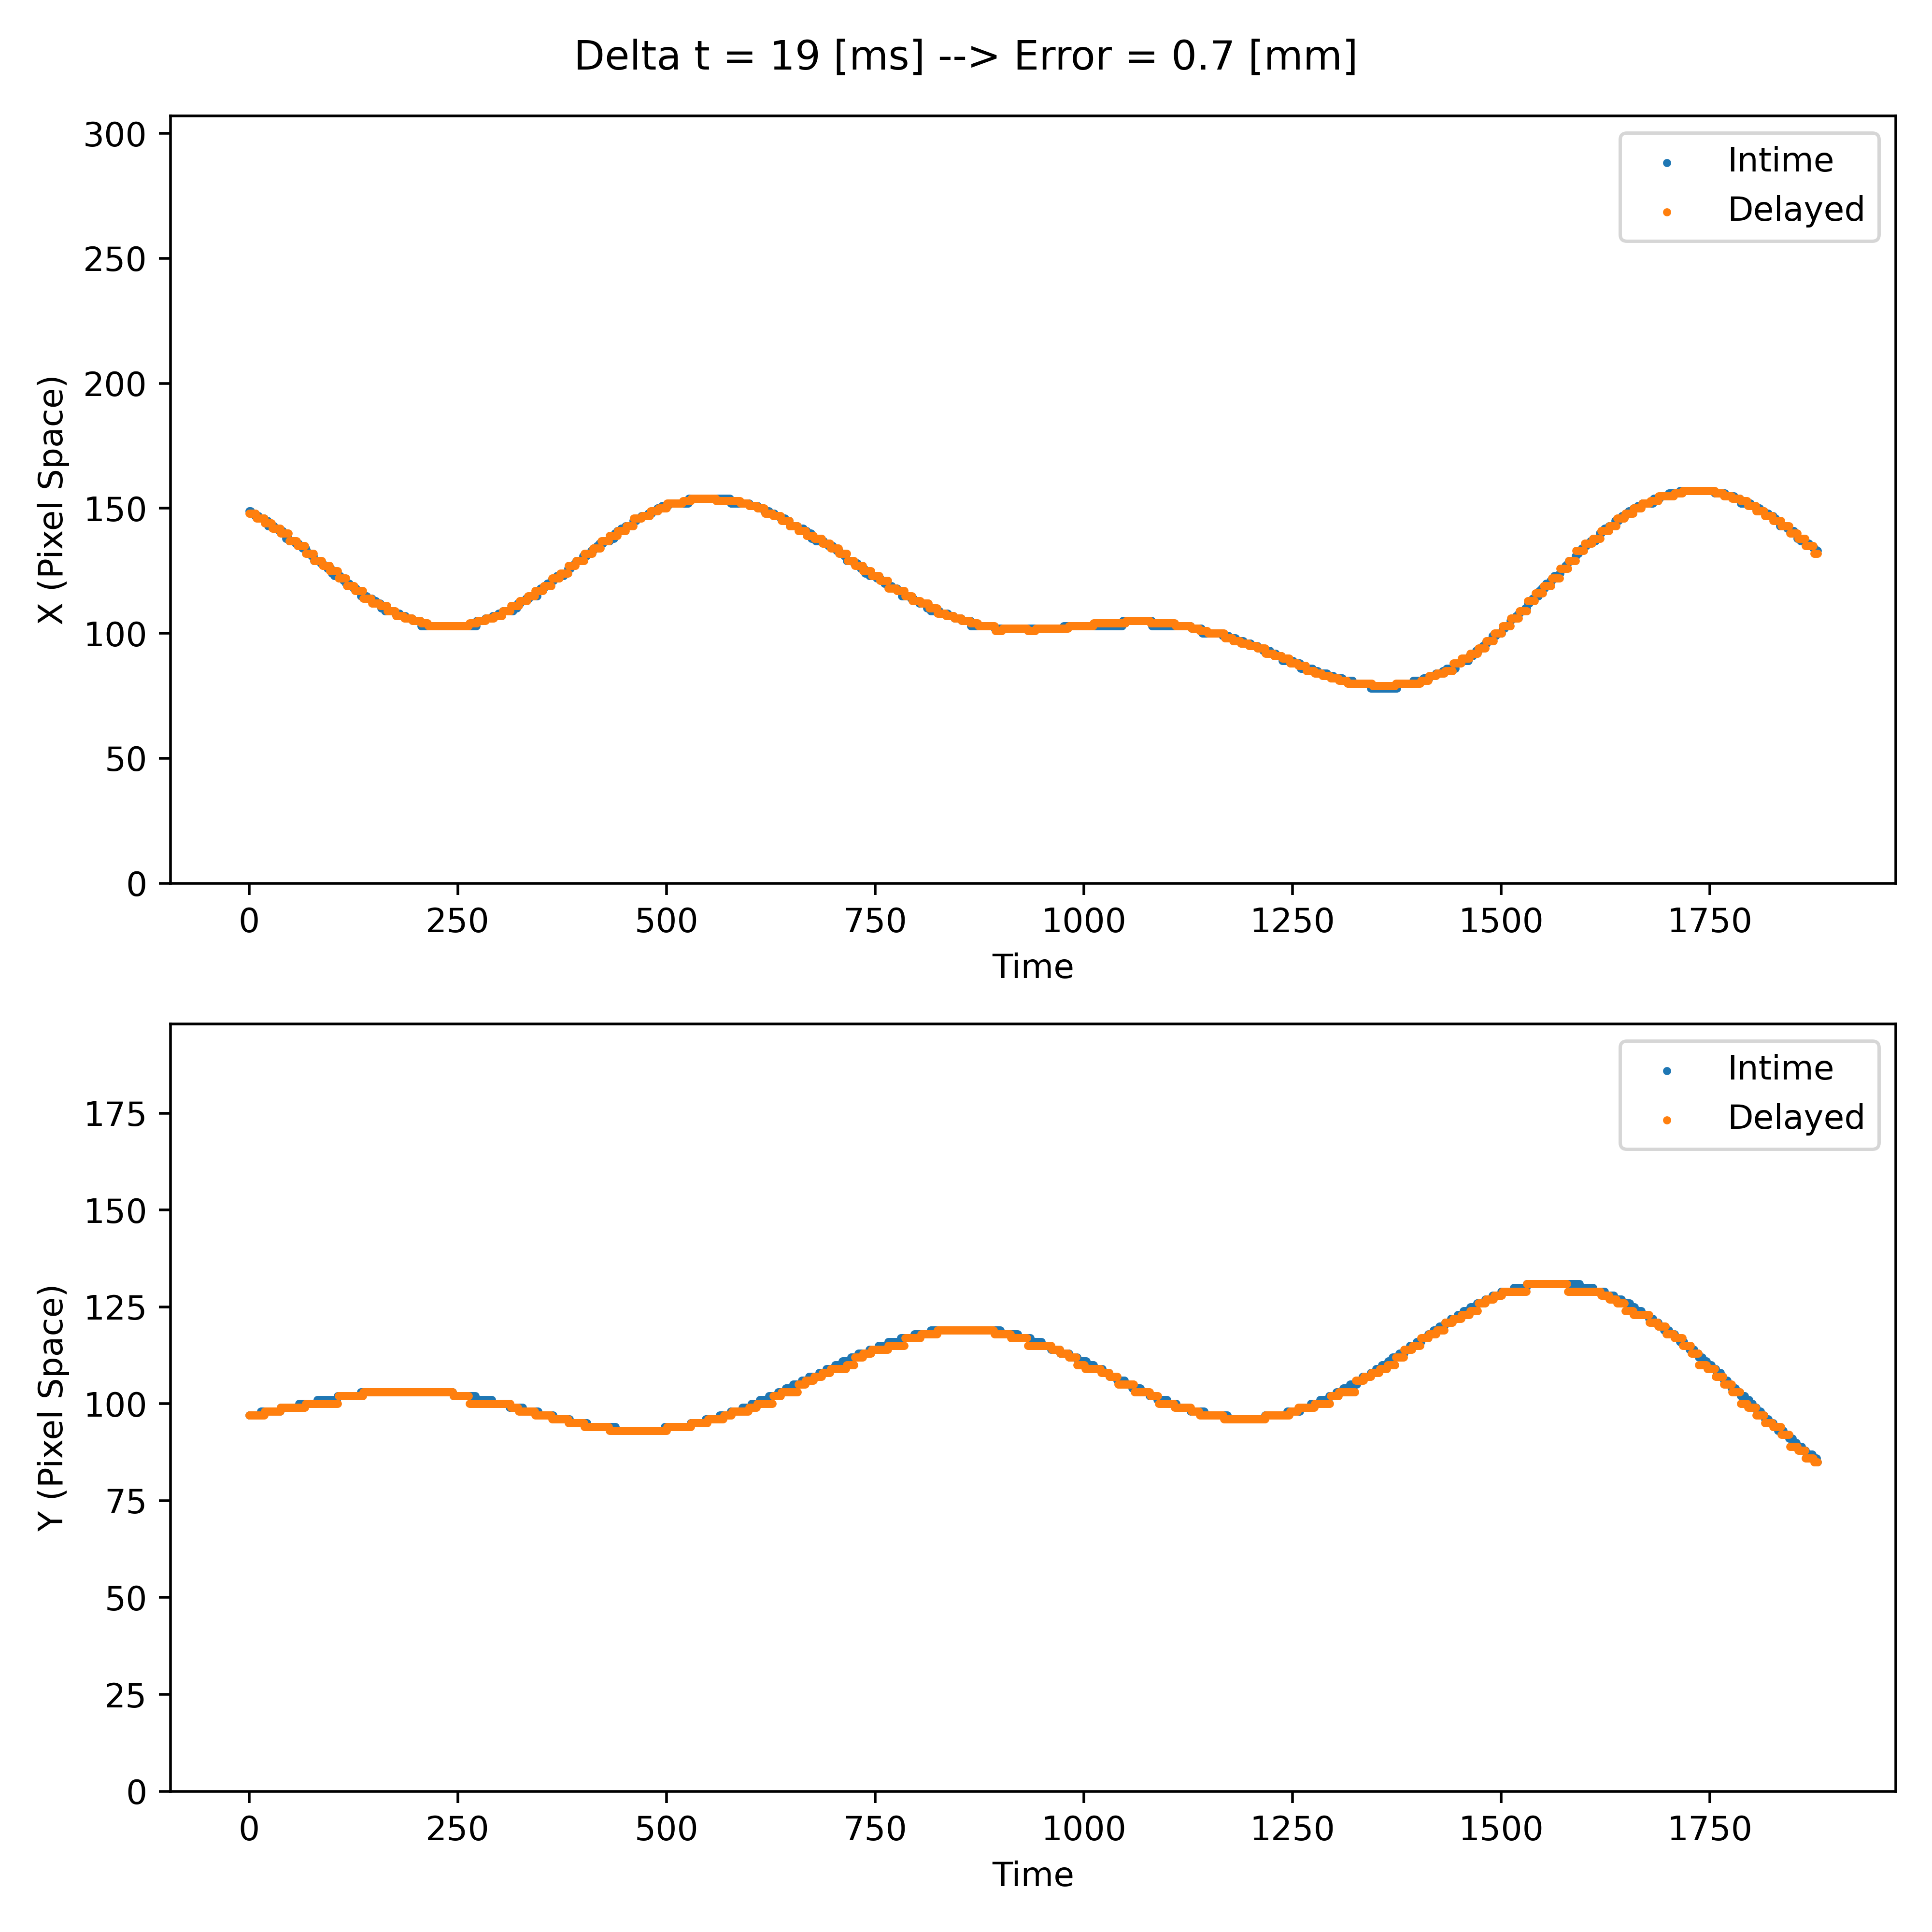 Delta t = 19 [ms] --> Error = 0.7 [mm]
300
250
200
150
100
50
0
X (Pixel Space)
Intime
Delayed
0 250 500 750 1000 1250 1500 1750
Time
175
150
125
100
75
50
25
0
Y (Pixel Space)
Intime
Delayed
0 250 500 750 1000 1250 1500 1750
Time